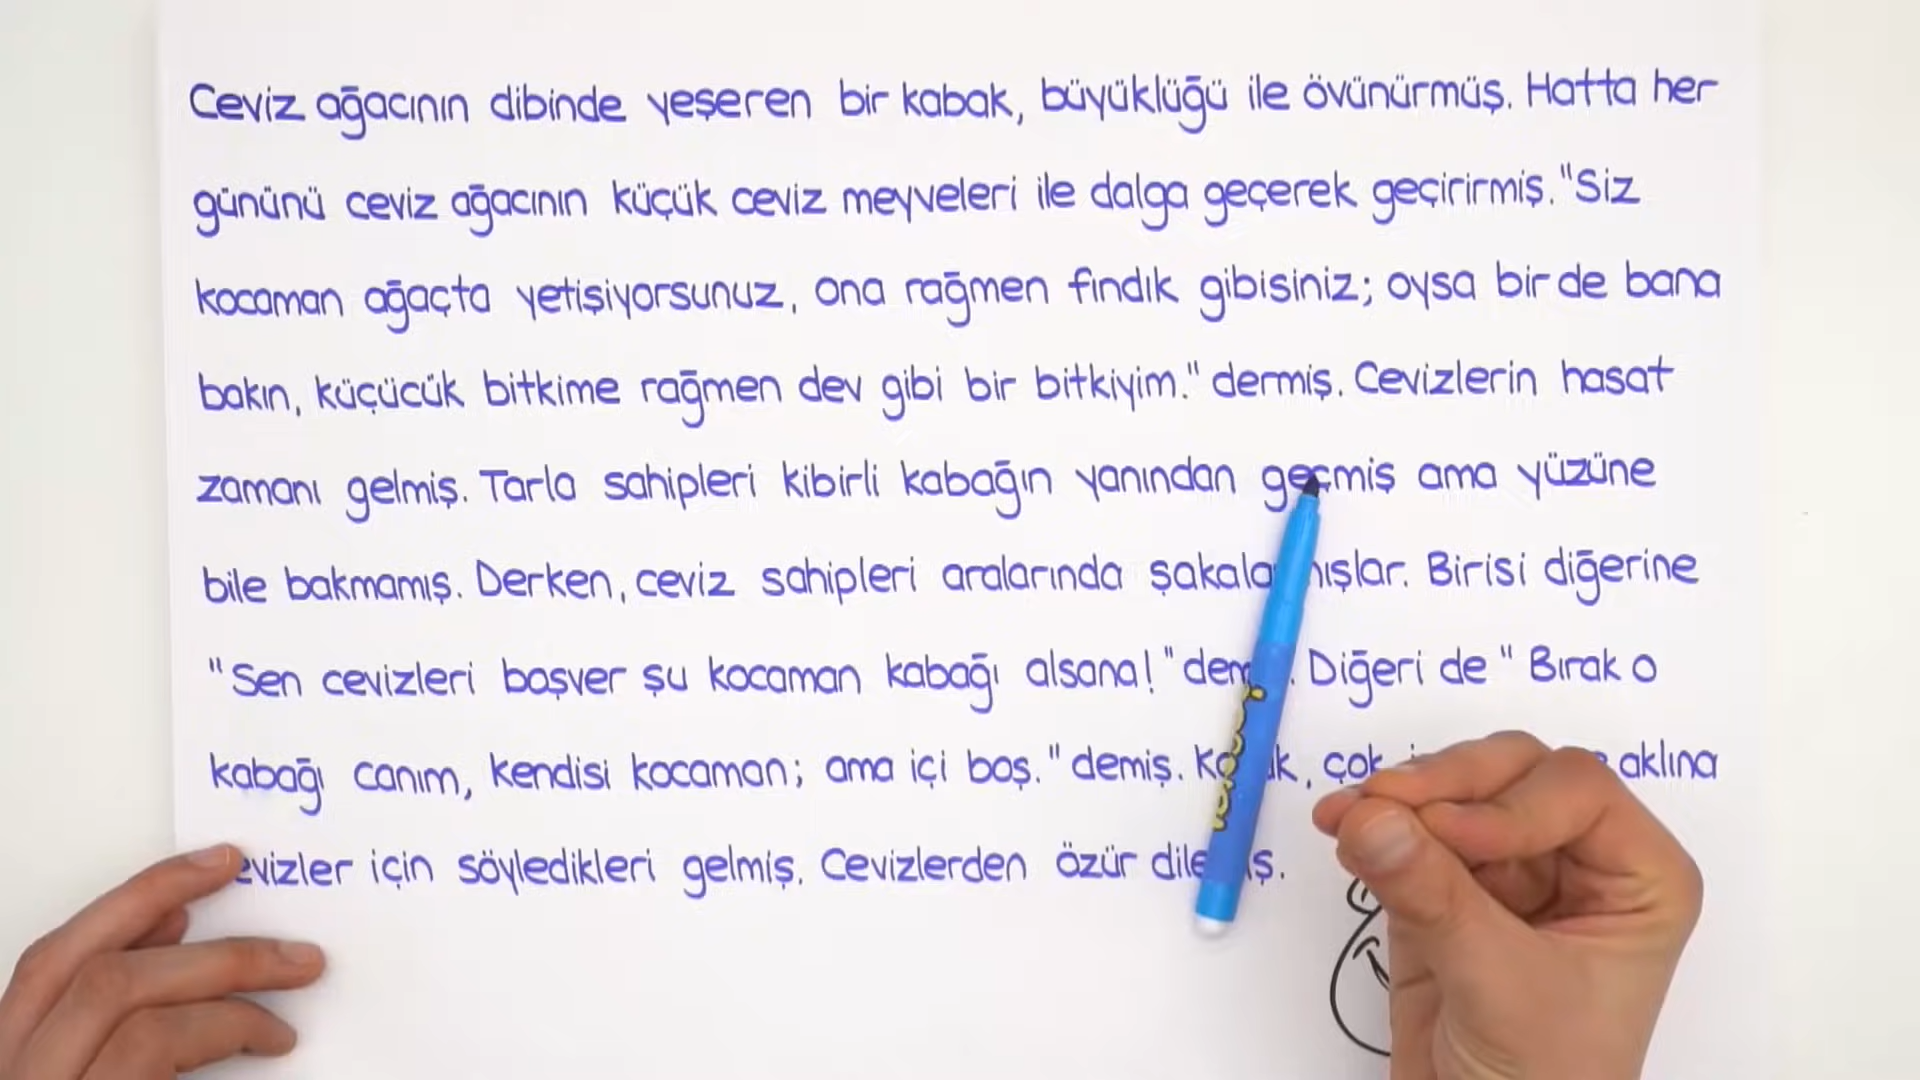 Ceviz ağacının dibinde yeşeren bir kabak, büyüklüğü ile övünürmüş. Hatta her
gününü ceviz ağacının küçük ceviz meyveleri ile dalga geçerek geçirirmiş. "Siz
kocaman ağaçta yetişiyorsunuz, ona rağmen fındık gibisiniz; oysa bir de bana
bakın, küçücük bitkime rağmen dev gibi bir bitkiyim." dermiş. Cevizlerin hasat
zamanı gelmiş. Tarla sahipleri kibirli kabağın yanından geçmiş ama yüzüne
bile bakmamış. Derken, ceviz sahipleri aralarında Birisi diğerine
"Sen cevizleri boşver şu kocaman kabağı alsana!" Diğeri de "Bırak o
kabağı canım, kendisi kocaman; ama içi boş." demiş. çok aklına
için söyledikleri gelmiş. Cevizlerden özür